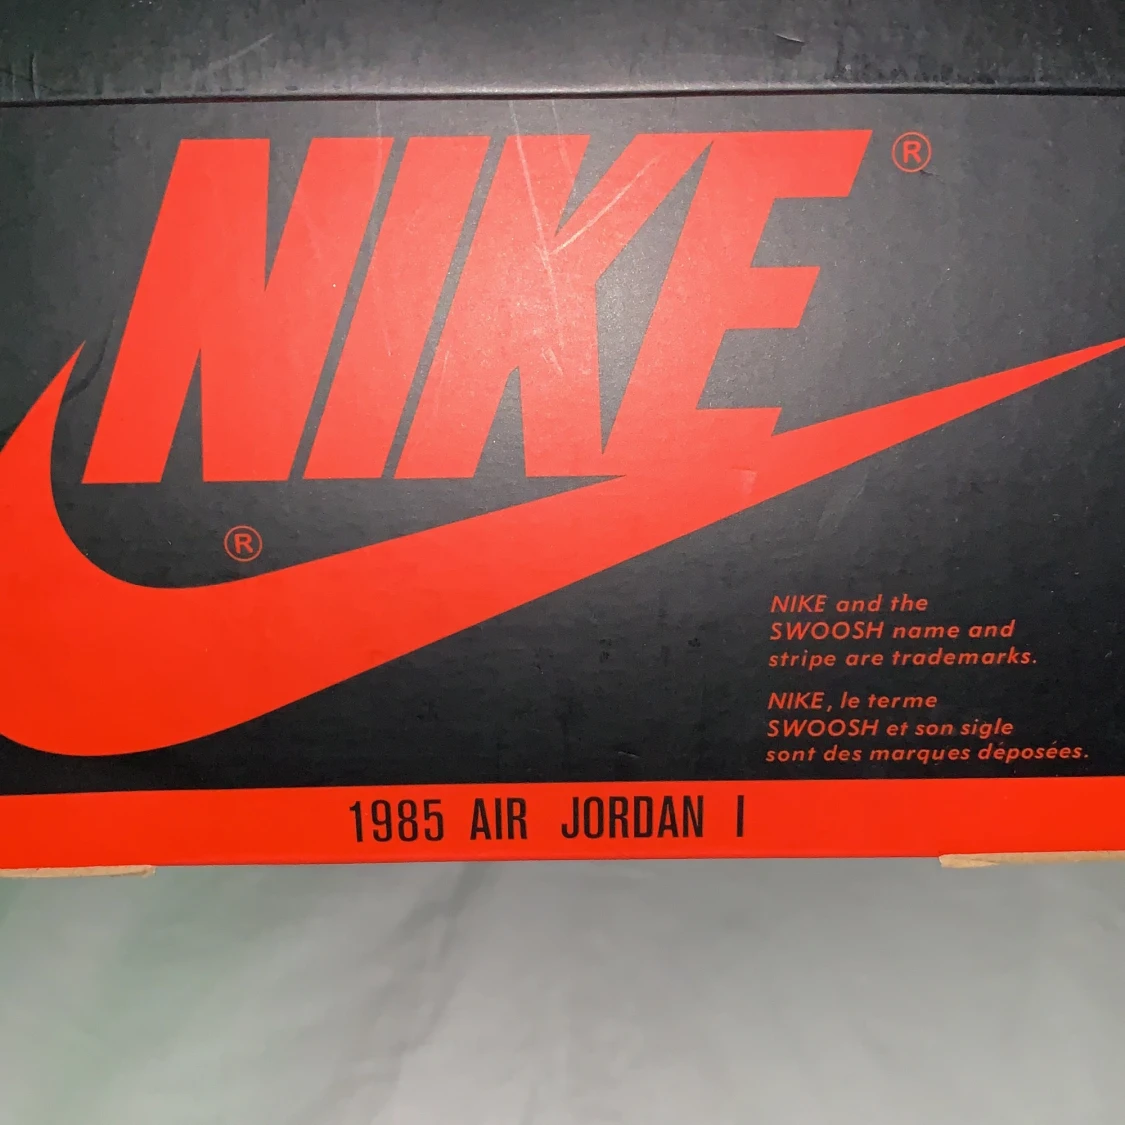 NIKE ®
®
NIKE and the
SWOOSH name and
stripe are trademarks.
NIKE, le terme
SWOOSH et son sigle
sont des marques déposées.
1985 AIR JORDAN I